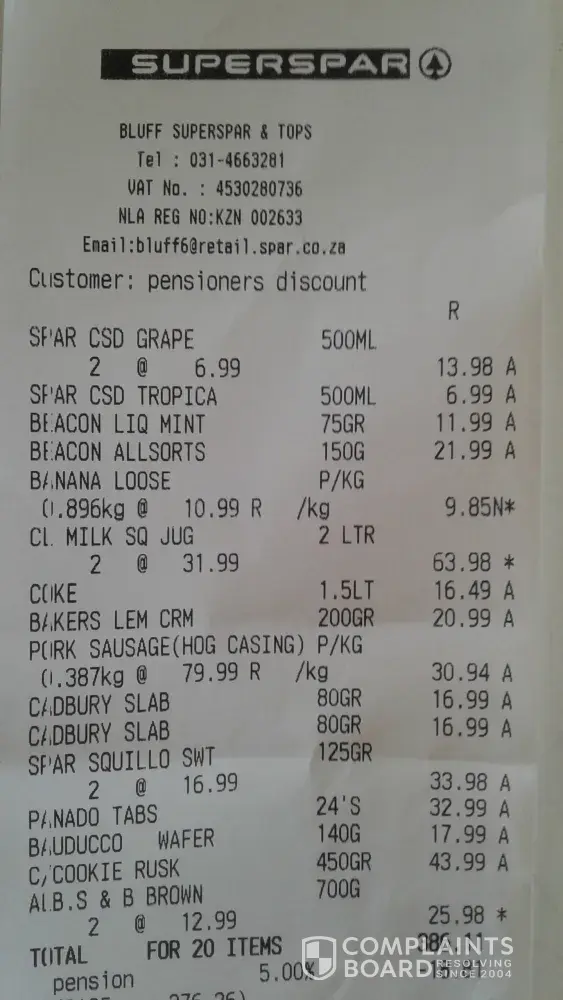 SUPERSPAR
BLUFF SUPERSPAR & TOPS
Tel : 031-4663281
VAT No. : 4530280736
NLA REG NO:KZN 002633
Email:bluff6@retail.spar.co.za
Customer: pensioners discount
R
SPAR CSD GRAPE 500ML
2 @ 6.99 13.98 A
SPAR CSD TROPICA 500ML 6.99 A
BEACON LIQ MINT 75GR 11.99 A
BEACON ALLSORTS 150G 21.99 A
BANANA LOOSE P/KG
0.896kg @ 10.99 R /kg 9.85N*
CL MILK SQ JUG 2 LTR
2 @ 31.99 63.98 *
COKE 1.5LT 16.49 A
BAKERS LEM CRM 200GR 20.99 A
PORK SAUSAGE(HOG CASING) P/KG
0.387kg @ 79.99 R /kg 30.94 A
CADBURY SLAB 80GR 16.99 A
CADBURY SLAB 80GR 16.99 A
SPAR SQUILLO SWT 125GR
2 @ 16.99 33.98 A
PANADO TABS 24'S 32.99 A
BAUDUCCO WAFER 140G 17.99 A
C/COOKIE RUSK 450GR 43.99 A
ALB.S & B BROWN 700G
2 @ 12.99 25.98 *
TOTAL FOR 20 ITEMS 386.11
pension 5.00%
COMPLAINTS
BOARD
RESOLVING
SINCE 2004